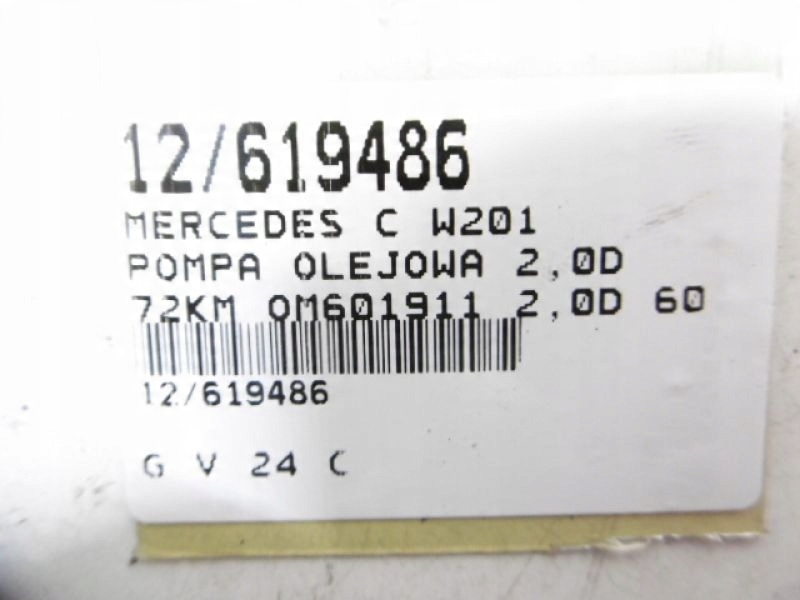 12/619486
MERCEDES C W201
POMPA OLEJOWA 2,0D
72KM OM601911 2,0D 60
12/619486
G V 24 C